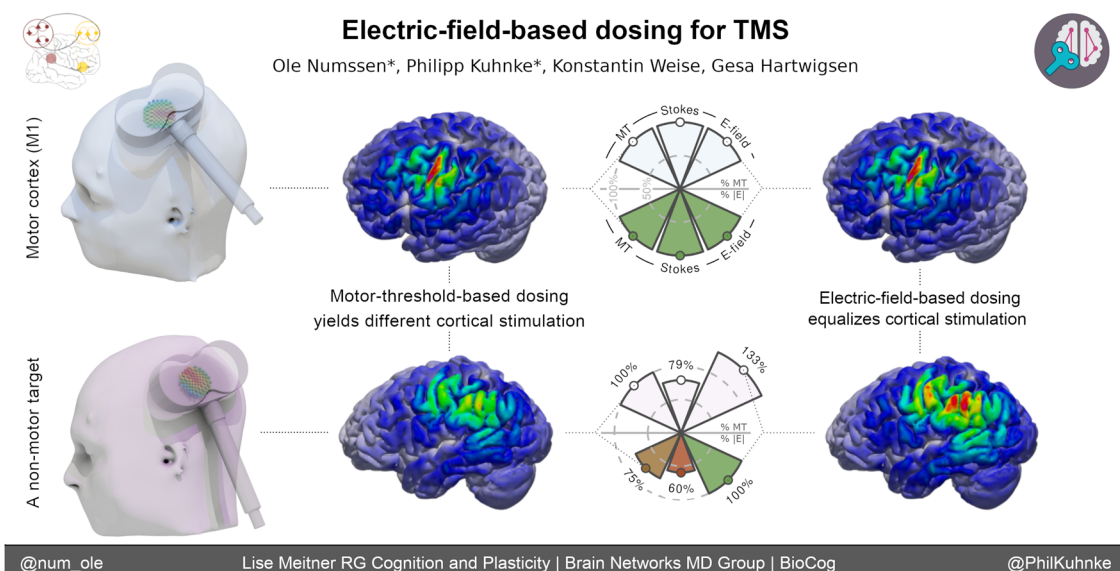 Electric-field-based dosing for TMS
Ole Numssen*, Philipp Kuhnke*, Konstantin Weise, Gesa Hartwigsen
Motor cortex (M1)
MT
Stokes
E-field
100%
50%
% MT
% |E|
MT
Stokes
E-field
Motor-threshold-based dosing
yields different cortical stimulation
Electric-field-based dosing
equalizes cortical stimulation
A non-motor target
100%
79%
133%
% MT
% |E|
75%
60%
100%
@num_ole
Lise Meitner RG Cognition and Plasticity | Brain Networks MD Group | BioCog
@PhilKuhnke